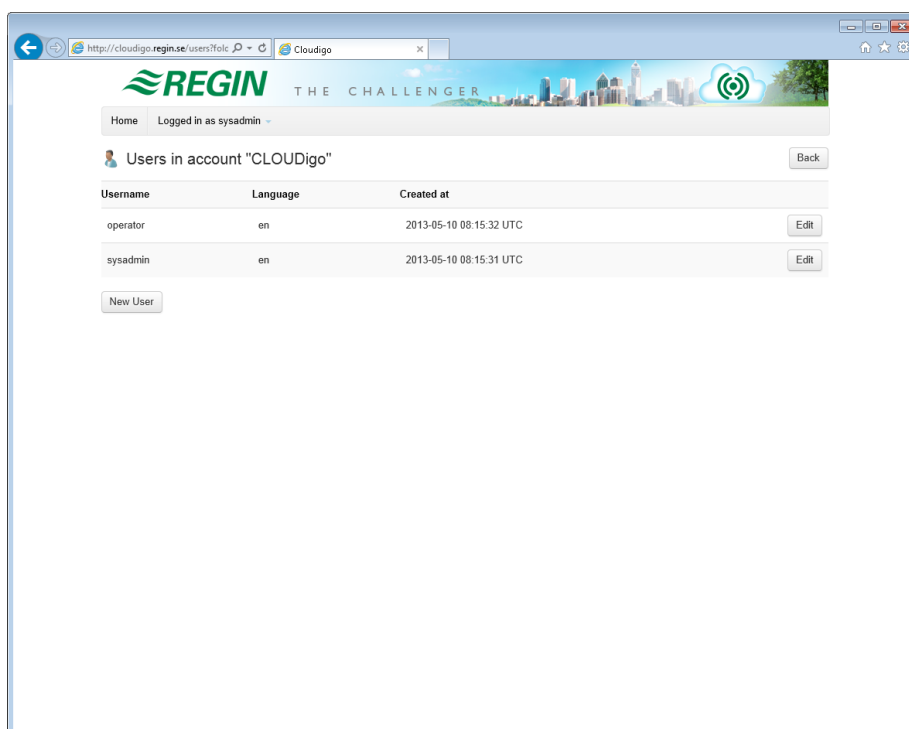 http://cloudigo.regin.se/users?folc
Cloudigo
REGIN THE CHALLENGER
Home Logged in as sysadmin
Users in account "CLOUDigo" Back
Username Language Created at
operator en 2013-05-10 08:15:32 UTC Edit
sysadmin en 2013-05-10 08:15:31 UTC Edit
New User